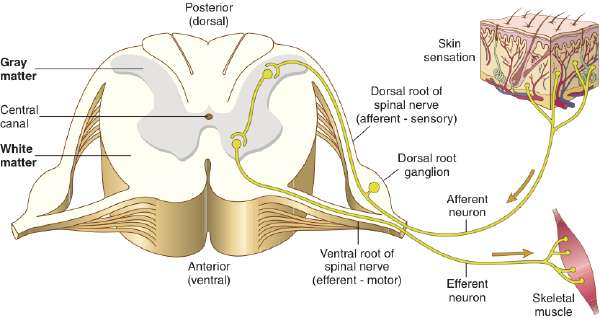 Posterior
(dorsal)
Gray
matter
Central
canal
White
matter
Skin
sensation
Dorsal root of
spinal nerve
(afferent - sensory)
Dorsal root
ganglion
Afferent
neuron
Anterior
(ventral)
Ventral root of
spinal nerve
(efferent - motor)
Efferent
neuron
Skeletal
muscle